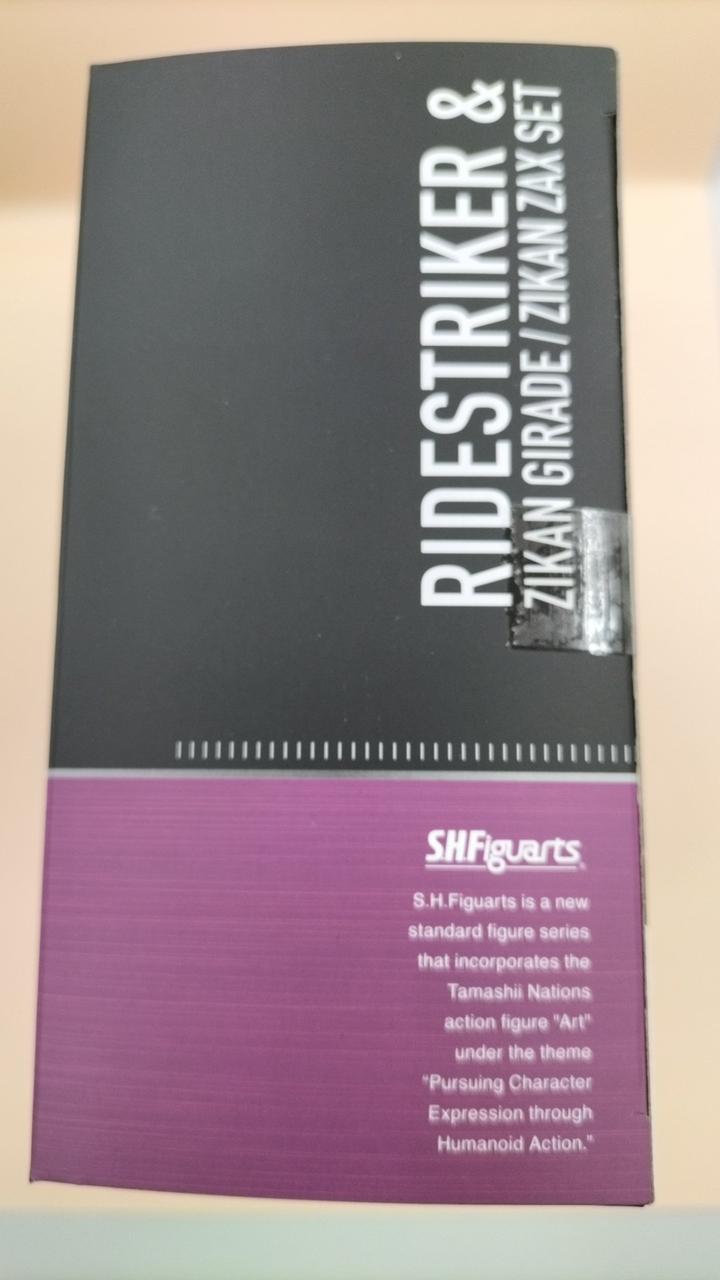 RIDESTRIKER &
ZIKAN GIRADE / ZIKAN ZAX SET
S.H.Figuarts
S.H.Figuarts is a new
standard figure series
that incorporates the
Tamashii Nations
action figure "Art"
under the theme
"Pursuing Character
Expression through
Humanoid Action."